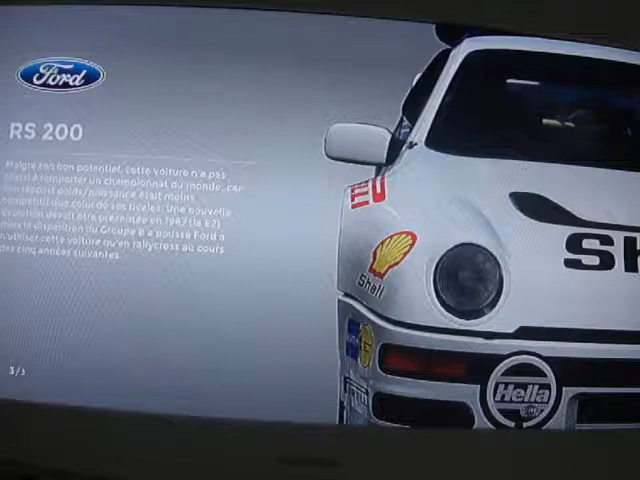 Ford
RS 200
Malgré son bon potentiel, cette voiture n'a pas
réussi à remporter un championnat du monde, car
son rapport poids/puissance était moins
compétitif que celui de ses rivales. Une nouvelle
évolution devait être présentée en 1987 (la E2)
mais la disparition du Groupe B a poussé Ford à
n'utiliser cette voiture qu'en rallycross au cours
des cinq années suivantes.
3/3
Shell
SH
Hella